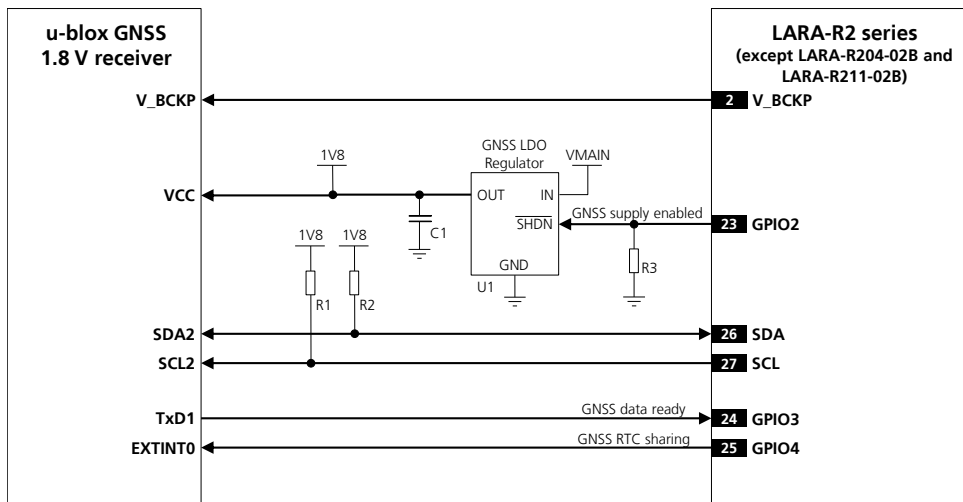 u-blox GNSS
1.8 V receiver
LARA-R2 series
(except LARA-R204-02B and
LARA-R211-02B)
V_BCKP
2 V_BCKP
GNSS LDO
Regulator
1V8
VMAIN
VCC
OUT
IN
GNSS supply enabled
SHDN
23 GPIO2
C1
1V8
1V8
GND
R3
U1
R1
R2
SDA2
26 SDA
SCL2
27 SCL
TxD1
GNSS data ready
24 GPIO3
EXTINT0
GNSS RTC sharing
25 GPIO4